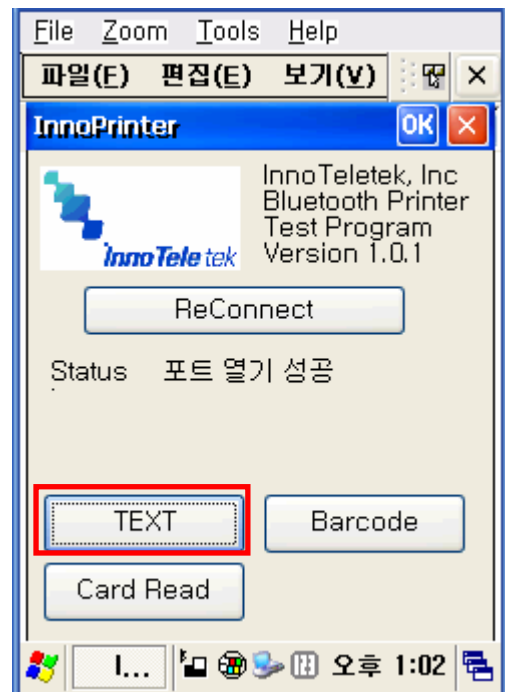 File Zoom Tools Help
파일(F) 편집(E) 보기(V)
InnoPrinter OK
InnoTeletek, Inc
Bluetooth Printer
Test Program
Version 1.0.1
InnoTeletek
ReConnect
Status 포트 열기 성공
TEXT Barcode
Card Read
I... 오후 1:02